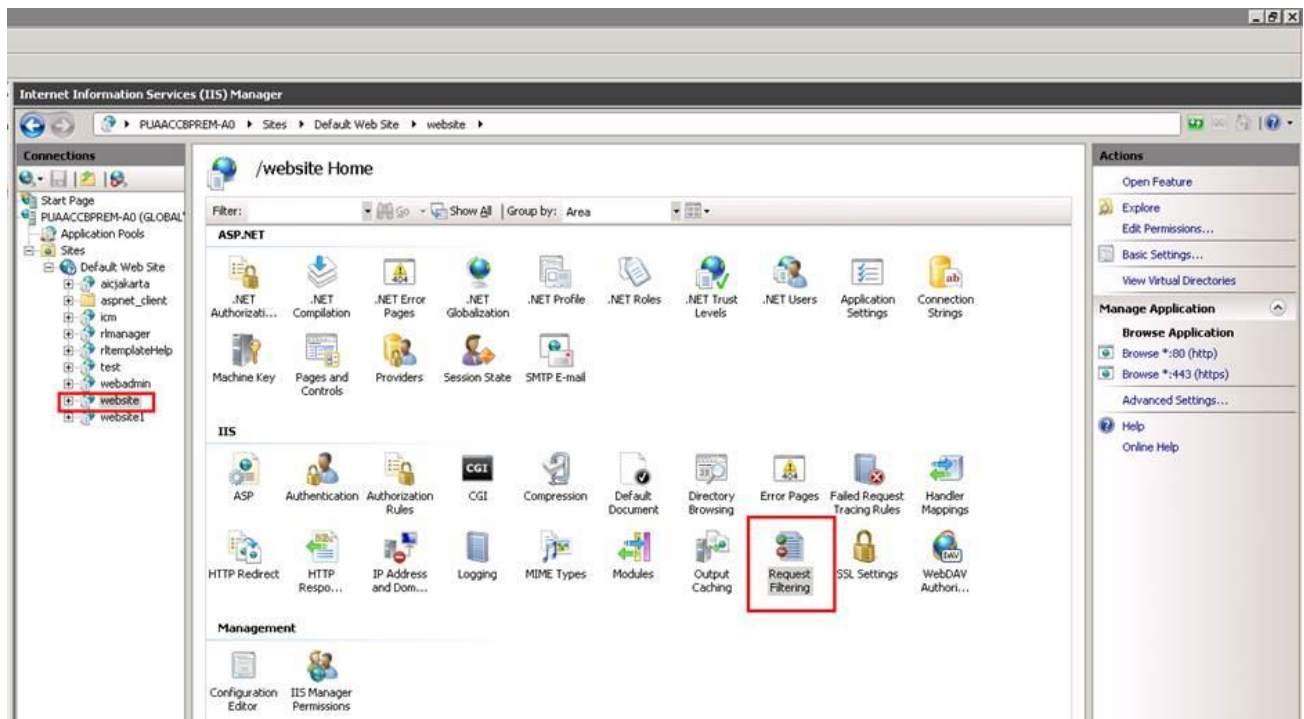 Internet Information Services (IIS) Manager
PUAACCBPREM-A0 Sites Default Web Site website
Connections
Start Page
PUAACCBPREM-A0 (GLOBAL
Application Pools
Sites
Default Web Site
aicjakarta
aspnet_client
icm
rlmanager
rltemplateHelp
test
webadmin
website
website1
/website Home
Filter: Go Show All Group by: Area
ASP.NET
.NET Authorizati...
.NET Compilation
.NET Error Pages
.NET Globalization
.NET Profile
.NET Roles
.NET Trust Levels
.NET Users
Application Settings
Connection Strings
Machine Key
Pages and Controls
Providers
Session State
SMTP E-mail
IIS
ASP
Authentication
Authorization Rules
CGI
CGI
Compression
Default Document
Directory Browsing
Error Pages
Failed Request Tracing Rules
Handler Mappings
HTTP Redirect
HTTP Respo...
IP Address and Dom...
Logging
MIME Types
Modules
Output Caching
Request Filtering
SSL Settings
WebDAV Authori...
Management
Configuration Editor
IIS Manager Permissions
Actions
Open Feature
Explore
Edit Permissions...
Basic Settings...
View Virtual Directories
Manage Application
Browse Application
Browse *:80 (http)
Browse *:443 (https)
Advanced Settings...
Help
Online Help